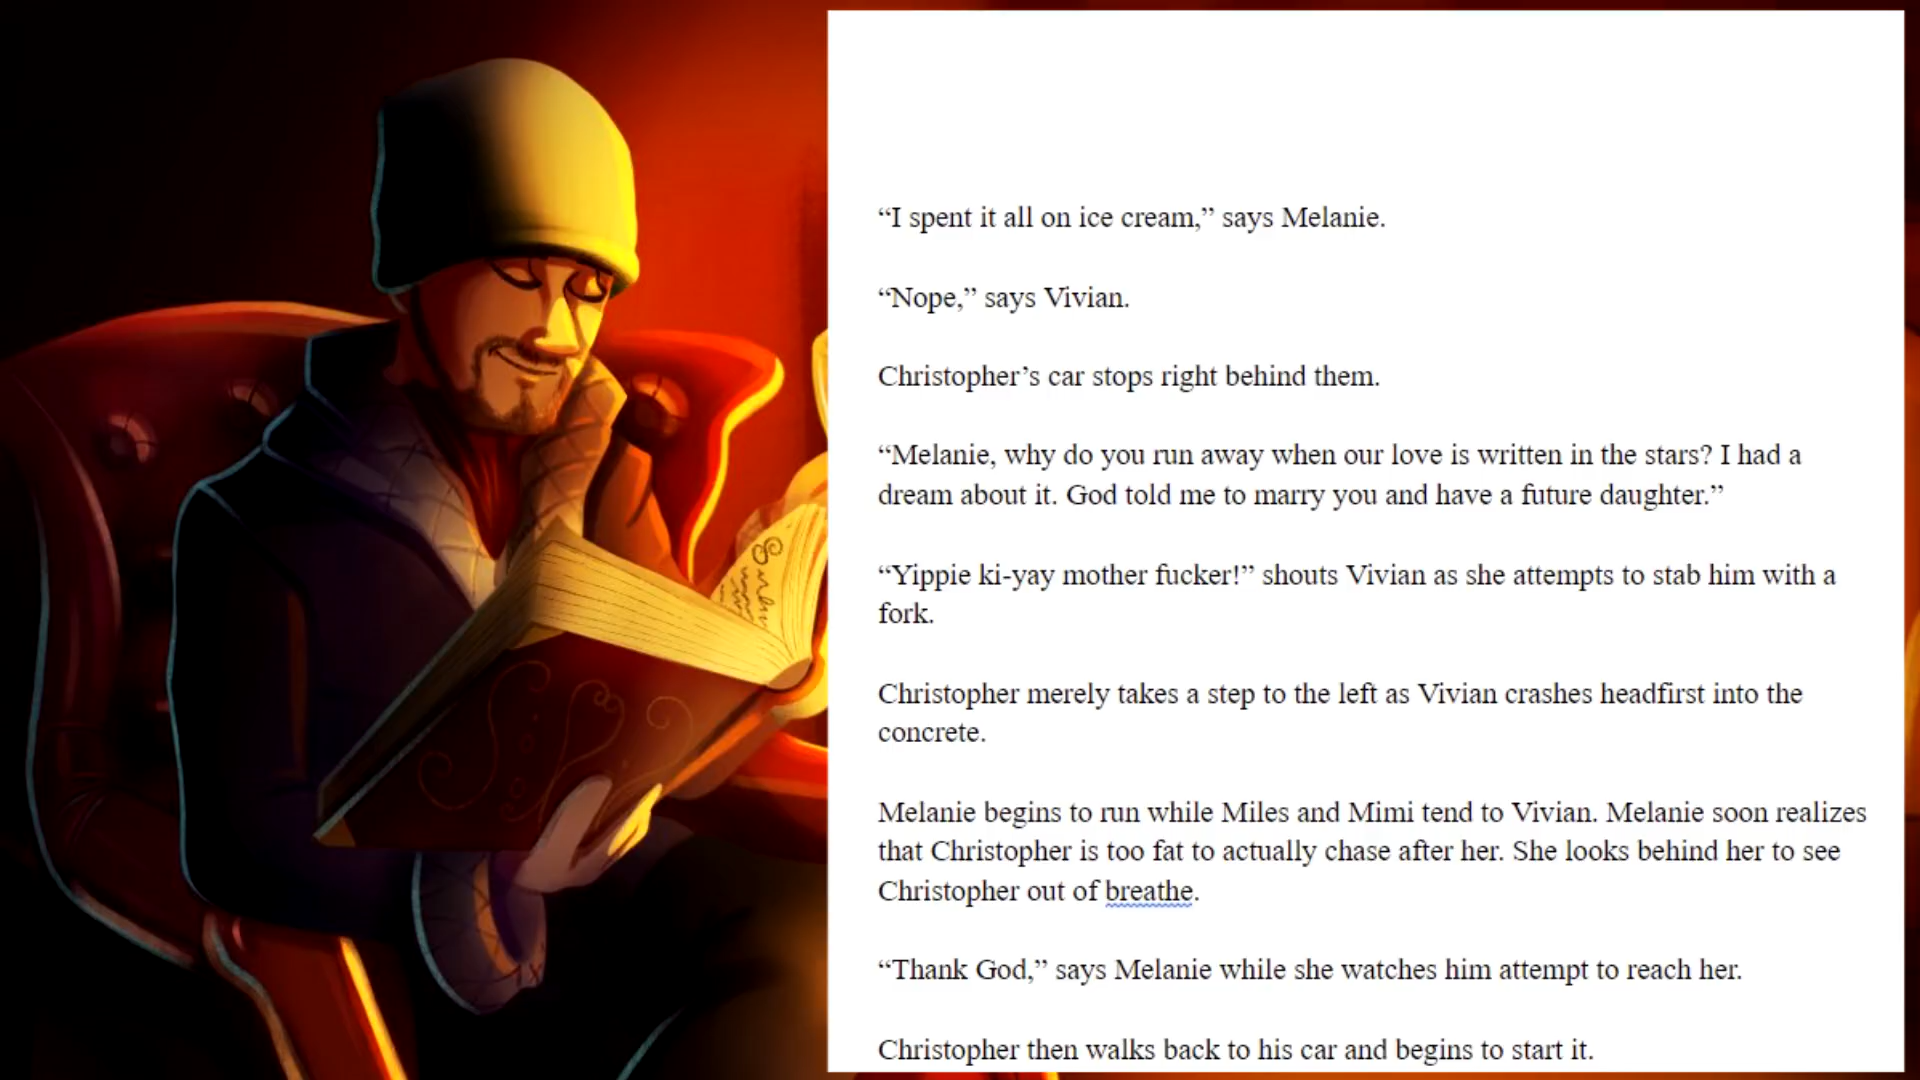 “I spent it all on ice cream,” says Melanie.
“Nope,” says Vivian.
Christopher’s car stops right behind them.
“Melanie, why do you run away when our love is written in the stars? I had a
dream about it. God told me to marry you and have a future daughter.”
“Yippie ki-yay mother fucker!” shouts Vivian as she attempts to stab him with a
fork.
Christopher merely takes a step to the left as Vivian crashes headfirst into the
concrete.
Melanie begins to run while Miles and Mimi tend to Vivian. Melanie soon realizes
that Christopher is too fat to actually chase after her. She looks behind her to see
Christopher out of breathe.
“Thank God,” says Melanie while she watches him attempt to reach her.
Christopher then walks back to his car and begins to start it.